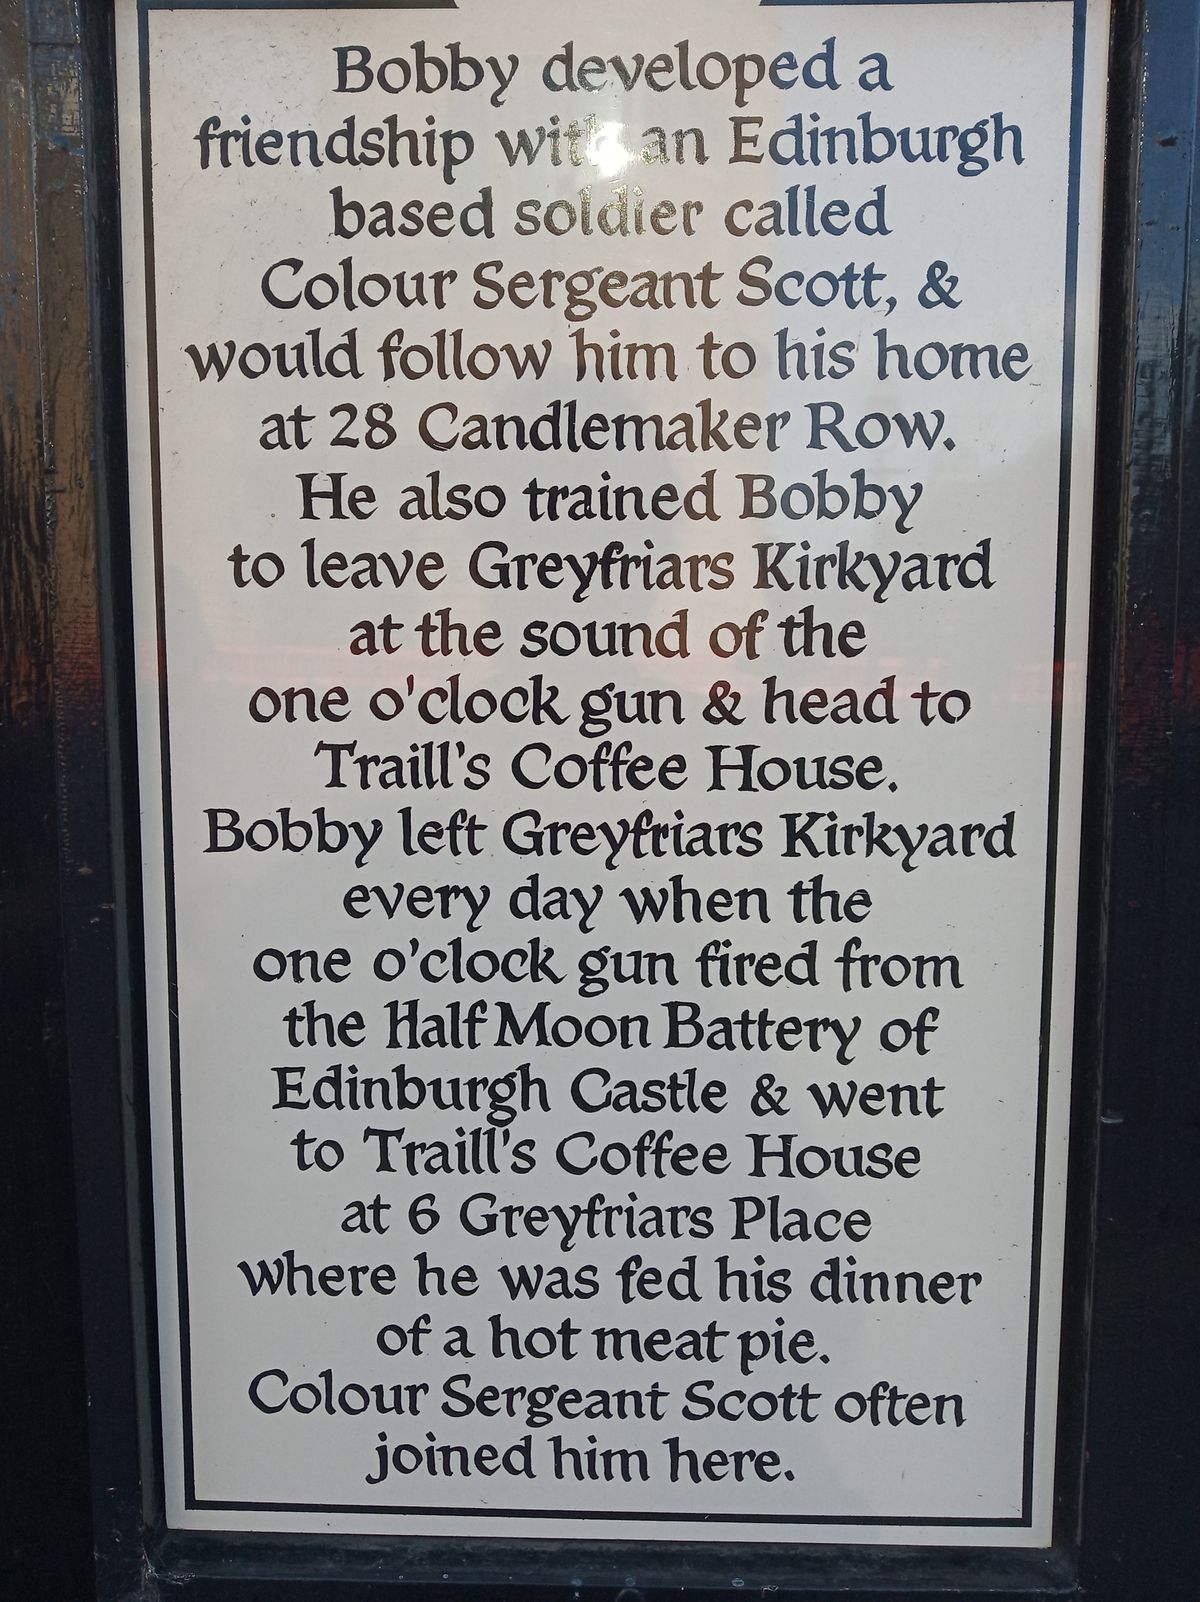 Bobby developed a
friendship with an Edinburgh
based soldier called
Colour Sergeant Scott, &
would follow him to his home
at 28 Candlemaker Row.
He also trained Bobby
to leave Greyfriars Kirkyard
at the sound of the
one o'clock gun & head to
Traill's Coffee House.
Bobby left Greyfriars Kirkyard
every day when the
one o'clock gun fired from
the Half Moon Battery of
Edinburgh Castle & went
to Traill's Coffee House
at 6 Greyfriars Place
where he was fed his dinner
of a hot meat pie.
Colour Sergeant Scott often
joined him here.